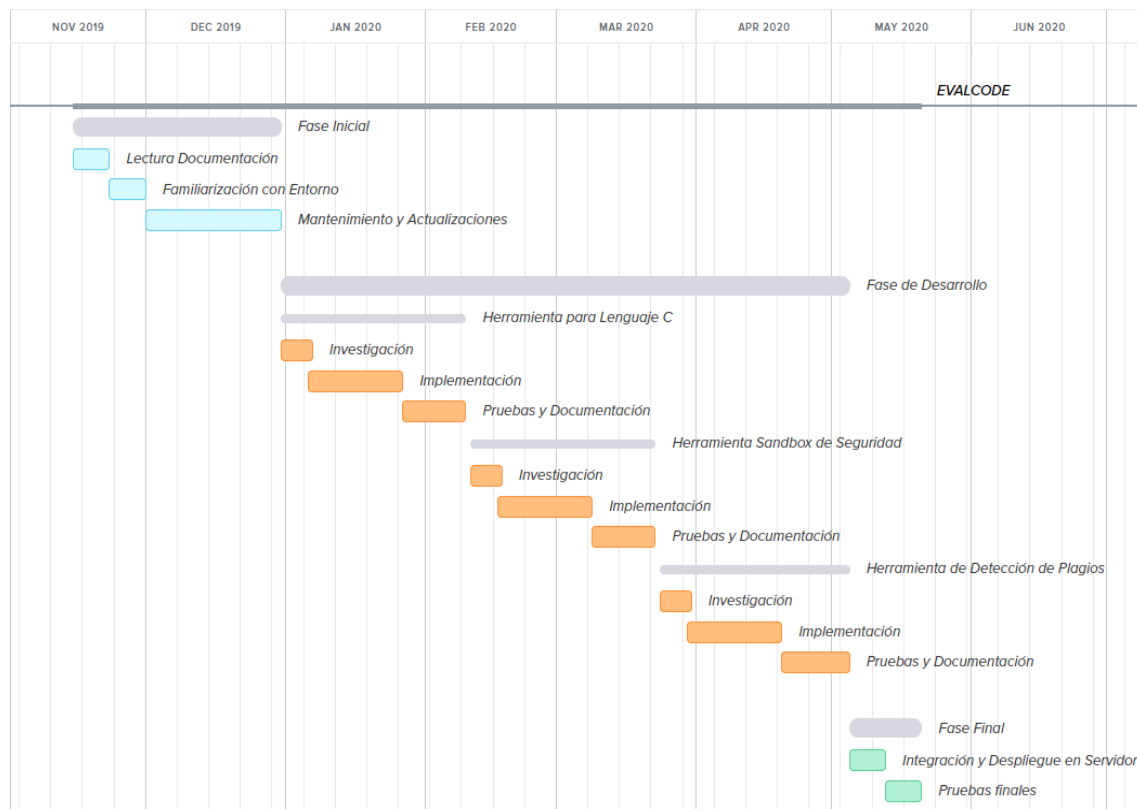 NOV 2019 DEC 2019 JAN 2020 FEB 2020 MAR 2020 APR 2020 MAY 2020 JUN 2020
EVALCODE
Fase Inicial
Lectura Documentación
Familiarización con Entorno
Mantenimiento y Actualizaciones
Fase de Desarrollo
Herramienta para Lenguaje C
Investigación
Implementación
Pruebas y Documentación
Herramienta Sandbox de Seguridad
Investigación
Implementación
Pruebas y Documentación
Herramienta de Detección de Plagios
Investigación
Implementación
Pruebas y Documentación
Fase Final
Integración y Despliegue en Servidor
Pruebas finales